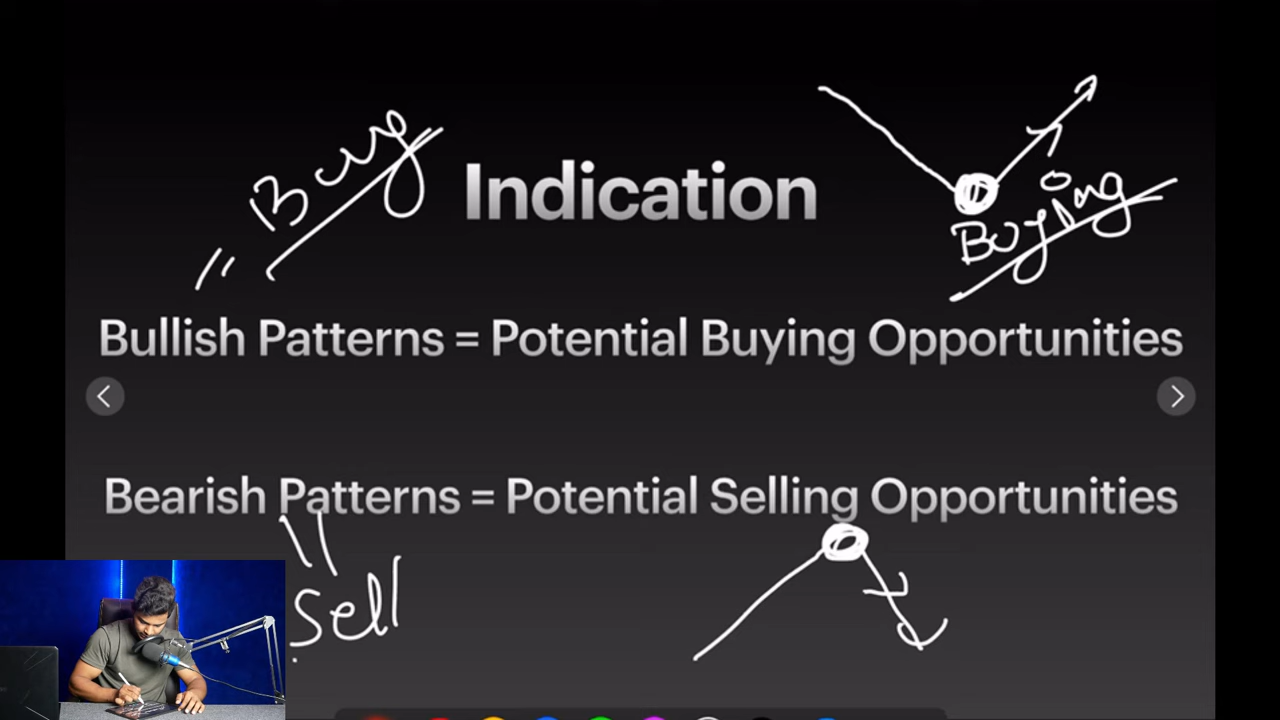 Buy
Indication
Buying
Bullish Patterns = Potential Buying Opportunities
Bearish Patterns = Potential Selling Opportunities
Sell